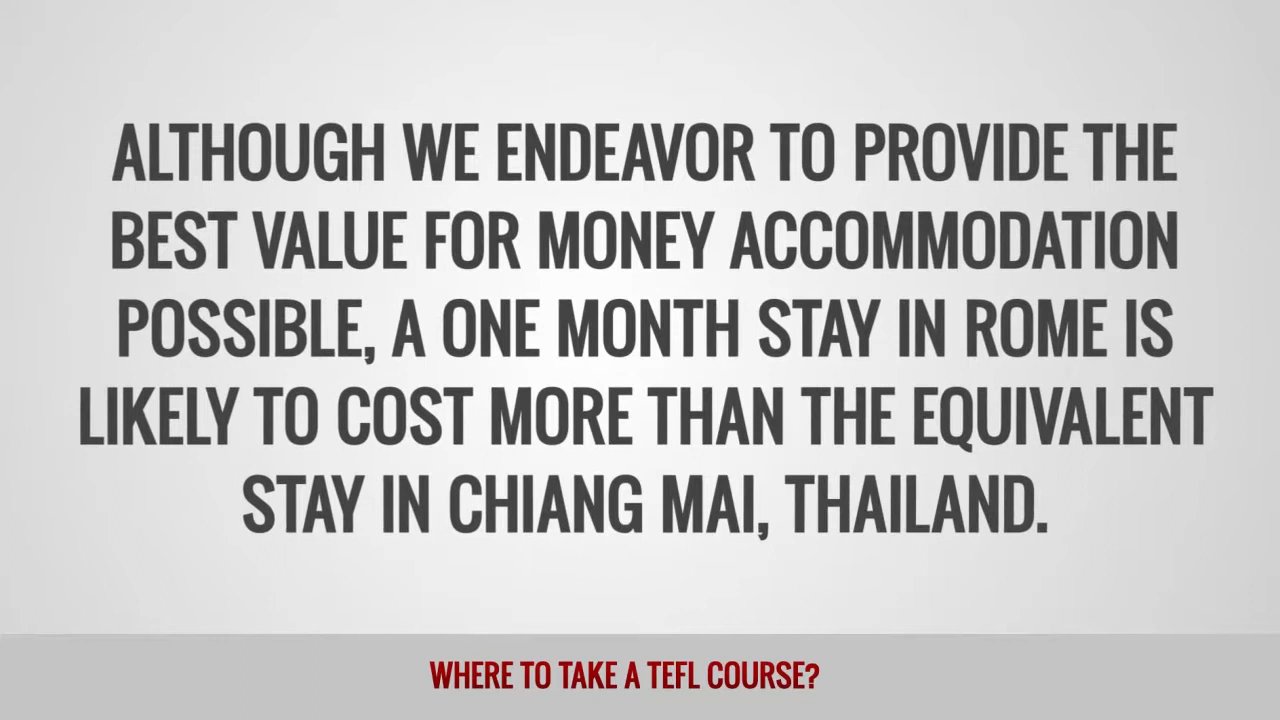 ALTHOUGH WE ENDEAVOR TO PROVIDE THE
BEST VALUE FOR MONEY ACCOMMODATION
POSSIBLE, A ONE MONTH STAY IN ROME IS
LIKELY TO COST MORE THAN THE EQUIVALENT
STAY IN CHIANG MAI, THAILAND.
WHERE TO TAKE A TEFL COURSE?